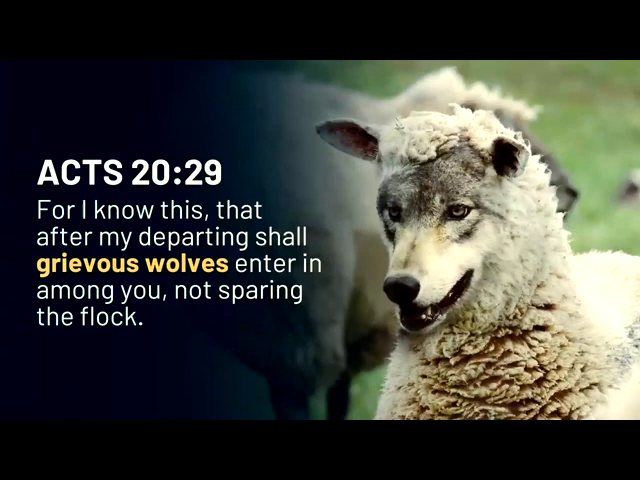 ACTS 20:29
For I know this, that
after my departing shall
grievous wolves enter in
among you, not sparing
the flock.